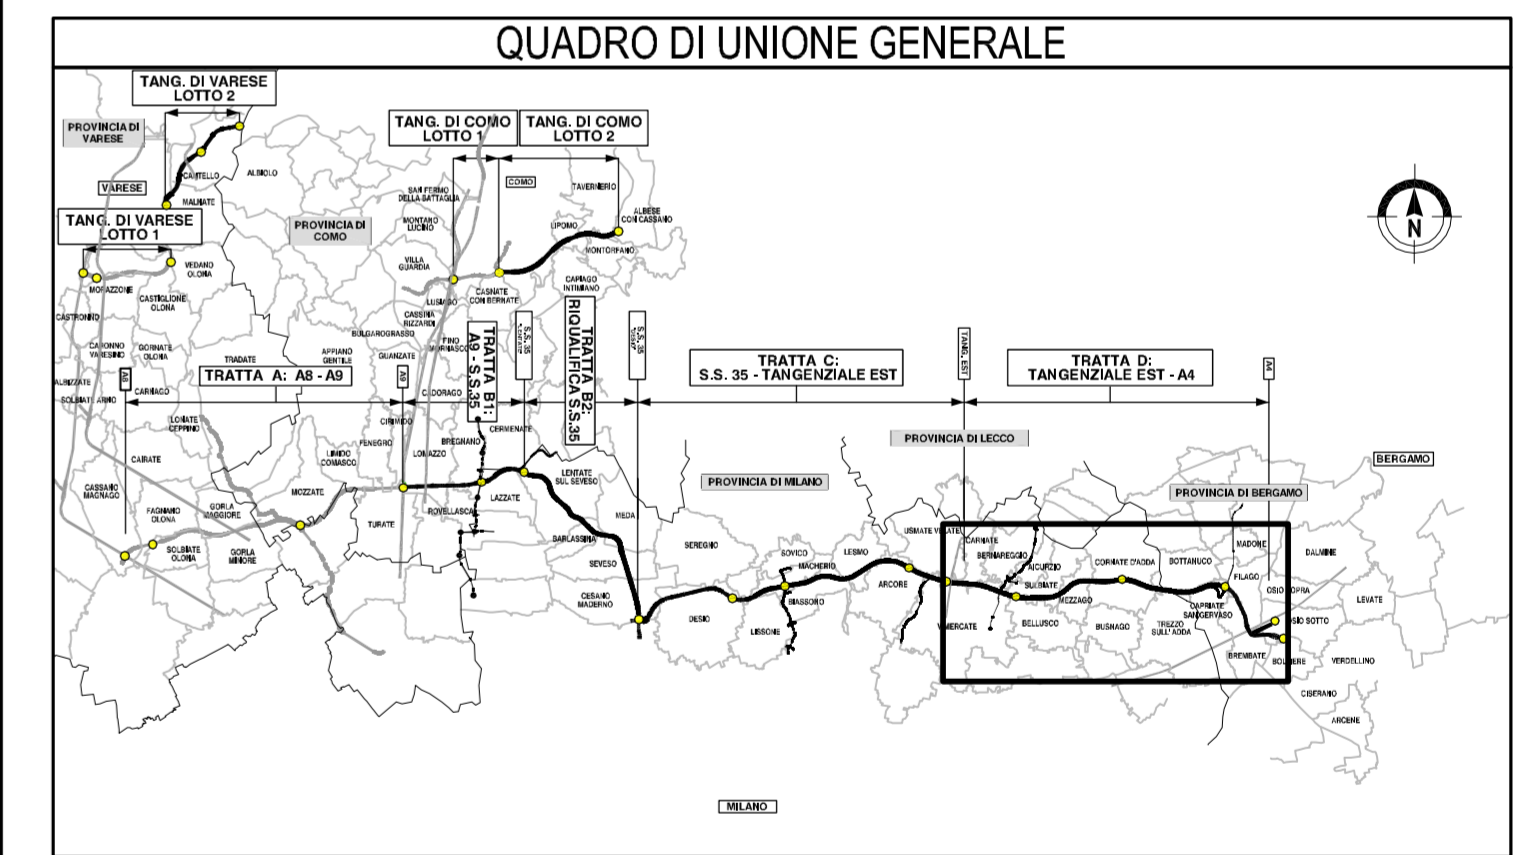 QUADRO DI UNIONE GENERALE
TANG. DI VARESE
LOTTO 2
PROVINCIA DI
VARESE
VARESE
CANTELLO
ALBIOLO
MALNATE
TANG. DI VARESE
LOTTO 1
PROVINCIA DI
COMO
VEDANO
OLONA
MORAZZONE
CASTIGLIONE
OLONA
CASTRONNO
CARONNO
VARESINO
GORNATE
OLONA
ALBIZZATE
SOLBIATE ARNO
CARNAGO
TRADATE
APPIANO
GENTILE
TANG. DI COMO
LOTTO 1
TANG. DI COMO
LOTTO 2
COMO
SAN FERMO
DELLA BATTAGLIA
MONTANO
LUCINO
VILLA
GUARDIA
TAVERNERIO
ALBESE
CON CASSANO
LIPOMO
MONTORFANO
CAPIAGO
INTIMIANO
LUISAGO
CASNATE
CON BERNATE
CASSINA
RIZZARDI
BULGAROGRASSO
FINO
MORNASCO
GUANZATE
CADORAGO
TRATTA A: A8 - A9
A8
A9
TRATTA B1:
A9 - S.S.35
S.S. 35
TRATTA B2:
RIQUALIFICA S.S.35
S.S. 35
TRATTA C:
S.S. 35 - TANGENZIALE EST
TANG. EST
TRATTA D:
TANGENZIALE EST - A4
A4
LONATE
CEPPINO
CAIRATE
CASSANO
MAGNAGO
FAGNANO
OLONA
GORLA
MAGGIORE
SOLBIATE
OLONA
GORLA
MINORE
MOZZATE
LIMIDO
COMASCO
FENEGRO
CIRIMIDO
LOMAZZO
BREGNANO
CERMENATE
TURATE
ROVELLASCA
LAZZATE
LENTATE
SUL SEVESO
MEDA
BARLASSINA
SEVESO
CESANO
MADERNO
SEREGNO
DESIO
LISSONE
BIASSONO
SOVICO
MACHERIO
LESMO
ARCORE
PROVINCIA DI MILANO
PROVINCIA DI LECCO
PROVINCIA DI BERGAMO
BERGAMO
USMATE VELATE
CARNATE
BERNAREGGIO
AICURZIO
SULBIATE
MEZZAGO
VIMERCATE
BELLUSCO
BUSNAGO
CORNATE D'ADDA
BOTTANUCO
TREZZO
SULL' ADDA
CAPRIATE
SAN GERVASO
MADONE
FILAGO
DALMINE
OSIO SOPRA
OSIO SOTTO
LEVATE
BREMBATE
BOLTIERE
VERDELLINO
CISERANO
ARCENE
MILANO
N